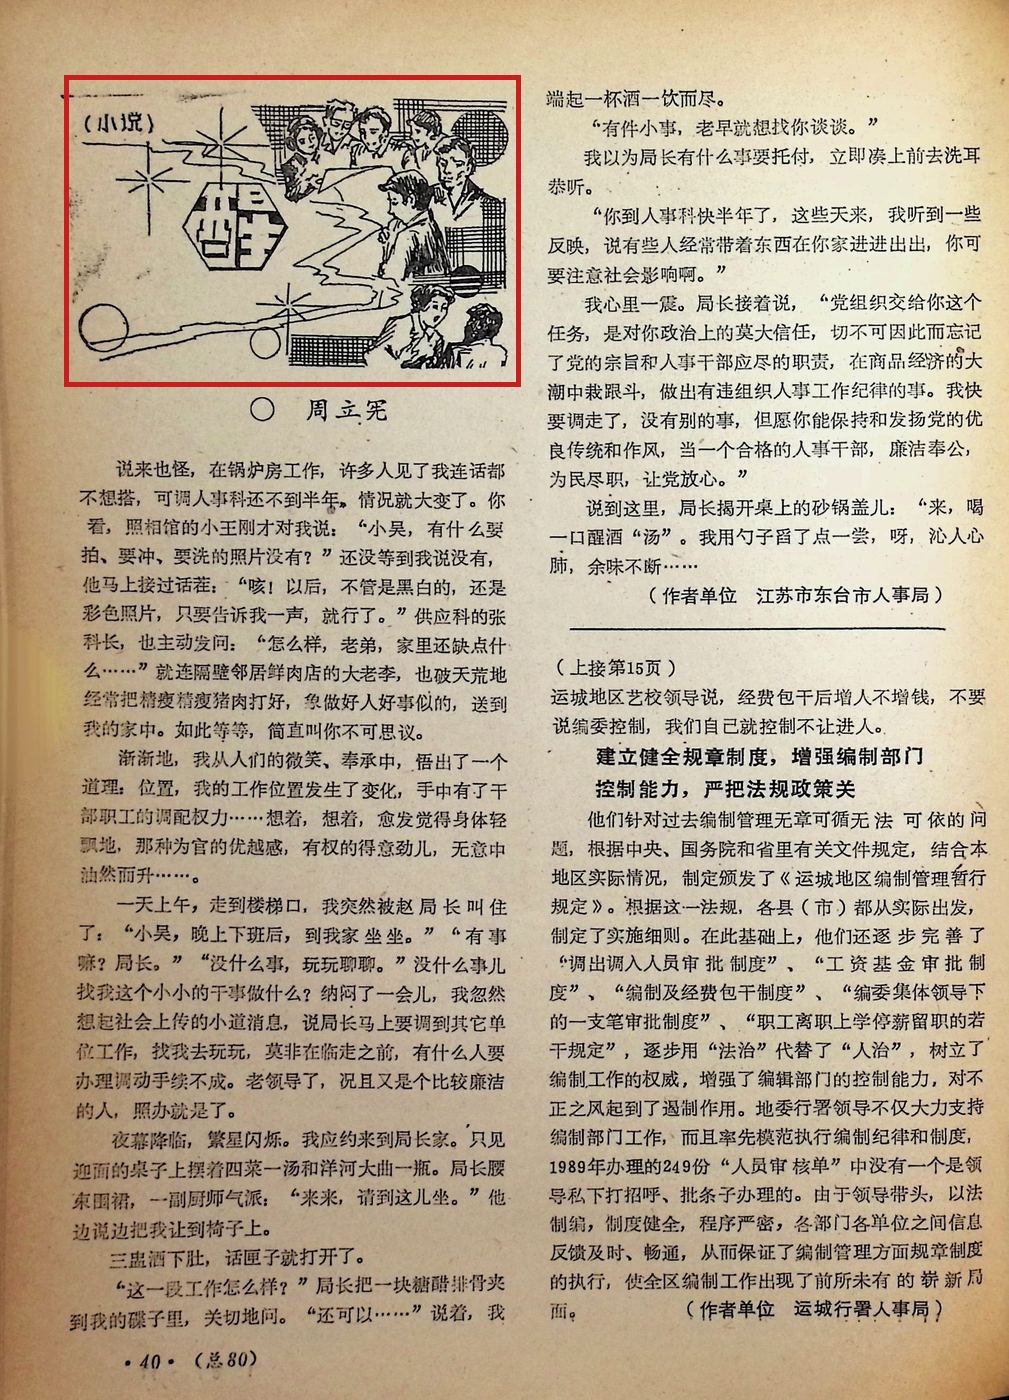 （小说）
醒
○ 周立宪
说来也怪，在锅炉房工作，许多人见了我连话都
不想搭，可调人事科还不到半年，情况就大变了。你
看，照相馆的小王刚才对我说：“小吴，有什么要
拍、要冲、要洗的照片没有？”还没等到我说没有，
他马上接过话茬：“咳！以后，不管是黑白的，还是
彩色照片，只要告诉我一声，就行了。”供应科的张
科长，也主动发问：“怎么样，老弟，家里还缺点什
么……”就连隔壁邻居鲜肉店的大老李，也破天荒地
经常把精瘦精瘦猪肉打好，象做好人好事似的，送到
我的家中。如此等等，简直叫你不可思议。
渐渐地，我从人们的微笑、奉承中，悟出了一个
道理：位置，我的工作位置发生了变化，手中有了干
部职工的调配权力……想着，想着，愈发觉得身体轻
飘地，那种为官的优越感，有权的得意劲儿，无意中
油然而升……。
一天上午，走到楼梯口，我突然被赵局长叫住
了：“小吴，晚上下班后，到我家坐坐。”“有事
嘛？局长。”“没什么事，玩玩聊聊。”没什么事儿
找我这个小小的干事做什么？纳闷了一会儿，我忽然
想起社会上传的小道消息，说局长马上要调到其它单
位工作，找我去玩玩，莫非在临走之前，有什么人要
办理调动手续不成。老领导了，况且又是个比较廉洁
的人，照办就是了。
夜幕降临，繁星闪烁。我应约来到局长家。只见
迎面的桌子上摆着四菜一汤和洋河大曲一瓶。局长腰
束围裙，一副厨师气派：“来来，请到这儿坐。”他
边说边把我让到椅子上。
三盅酒下肚，话匣子就打开了。
“这一段工作怎么样？”局长把一块糖醋排骨夹
到我的碟子里，关切地问。“还可以……”说着，我
·40·（总80）
端起一杯酒一饮而尽。
“有件小事，老早就想找你谈谈。”
我以为局长有什么事要托付，立即凑上前去洗耳
恭听。
“你到人事科快半年了，这些天来，我听到一些
反映，说有些人经常带着东西在你家进进出出，你可
要注意社会影响啊。”
我心里一震。局长接着说，“党组织交给你这个
任务，是对你政治上的莫大信任，切不可因此而忘记
了党的宗旨和人事干部应尽的职责，在商品经济的大
潮中栽跟斗，做出有违组织人事工作纪律的事。我快
要调走了，没有别的事，但愿你能保持和发扬党的优
良传统和作风，当一个合格的人事干部，廉洁奉公，
为民尽职，让党放心。”
说到这里，局长揭开桌上的砂锅盖儿：“来，喝
一口醒酒“汤”。我用勺子舀了点一尝，呀，沁人心
肺，余味不断……
（作者单位 江苏市东台市人事局）
（上接第15页）
运城地区艺校领导说，经费包干后增人不增钱，不要
说编委控制，我们自己就控制不让进人。
建立健全规章制度，增强编制部门
控制能力，严把法规政策关
他们针对过去编制管理无章可循无法可依的问
题，根据中央、国务院和省里有关文件规定，结合本
地区实际情况，制定颁发了《运城地区编制管理暂行
规定》。根据这一法规，各县（市）都从实际出发，
制定了实施细则。在此基础上，他们还逐步完善了
“调出调入人员审批制度”、“工资基金审批制
度”、“编制及经费包干制度”、“编委集体领导下
的一支笔审批制度”、“职工离职上学停薪留职的若
干规定”，逐步用“法治”代替了“人治”，树立了
编制工作的权威，增强了编辑部门的控制能力，对不
正之风起到了遏制作用。地委行署领导不仅大力支持
编制部门工作，而且率先模范执行编制纪律和制度，
1989年办理的249份“人员审核单”中没有一个是领
导私下打招呼、批条子办理的。由于领导带头，以法
制编，制度健全，程序严密，各部门各单位之间信息
反馈及时、畅通，从而保证了编制管理方面规章制度
的执行，使全区编制工作出现了前所未有的崭新局
面。 （作者单位 运城行署人事局）